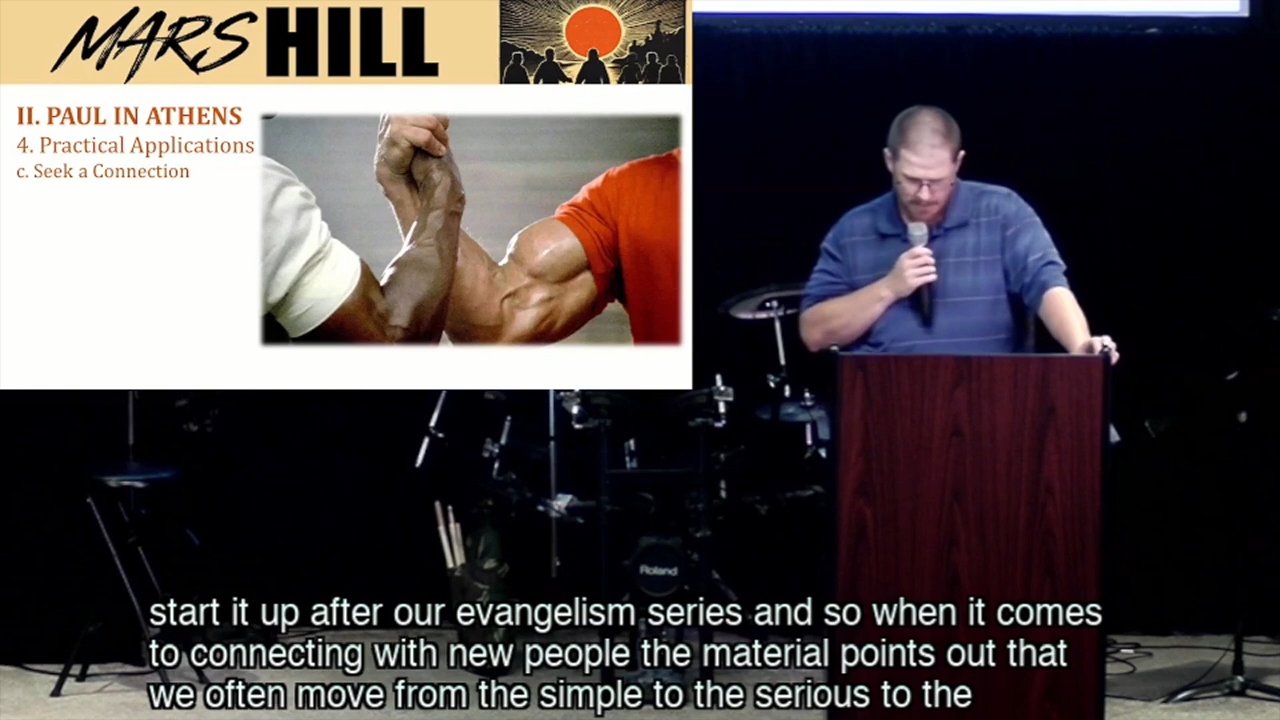 MARS HILL
II. PAUL IN ATHENS
4. Practical Applications
c. Seek a Connection
Roland
start it up after our evangelism series and so when it comes
to connecting with new people the material points out that
we often move from the simple to the serious to the